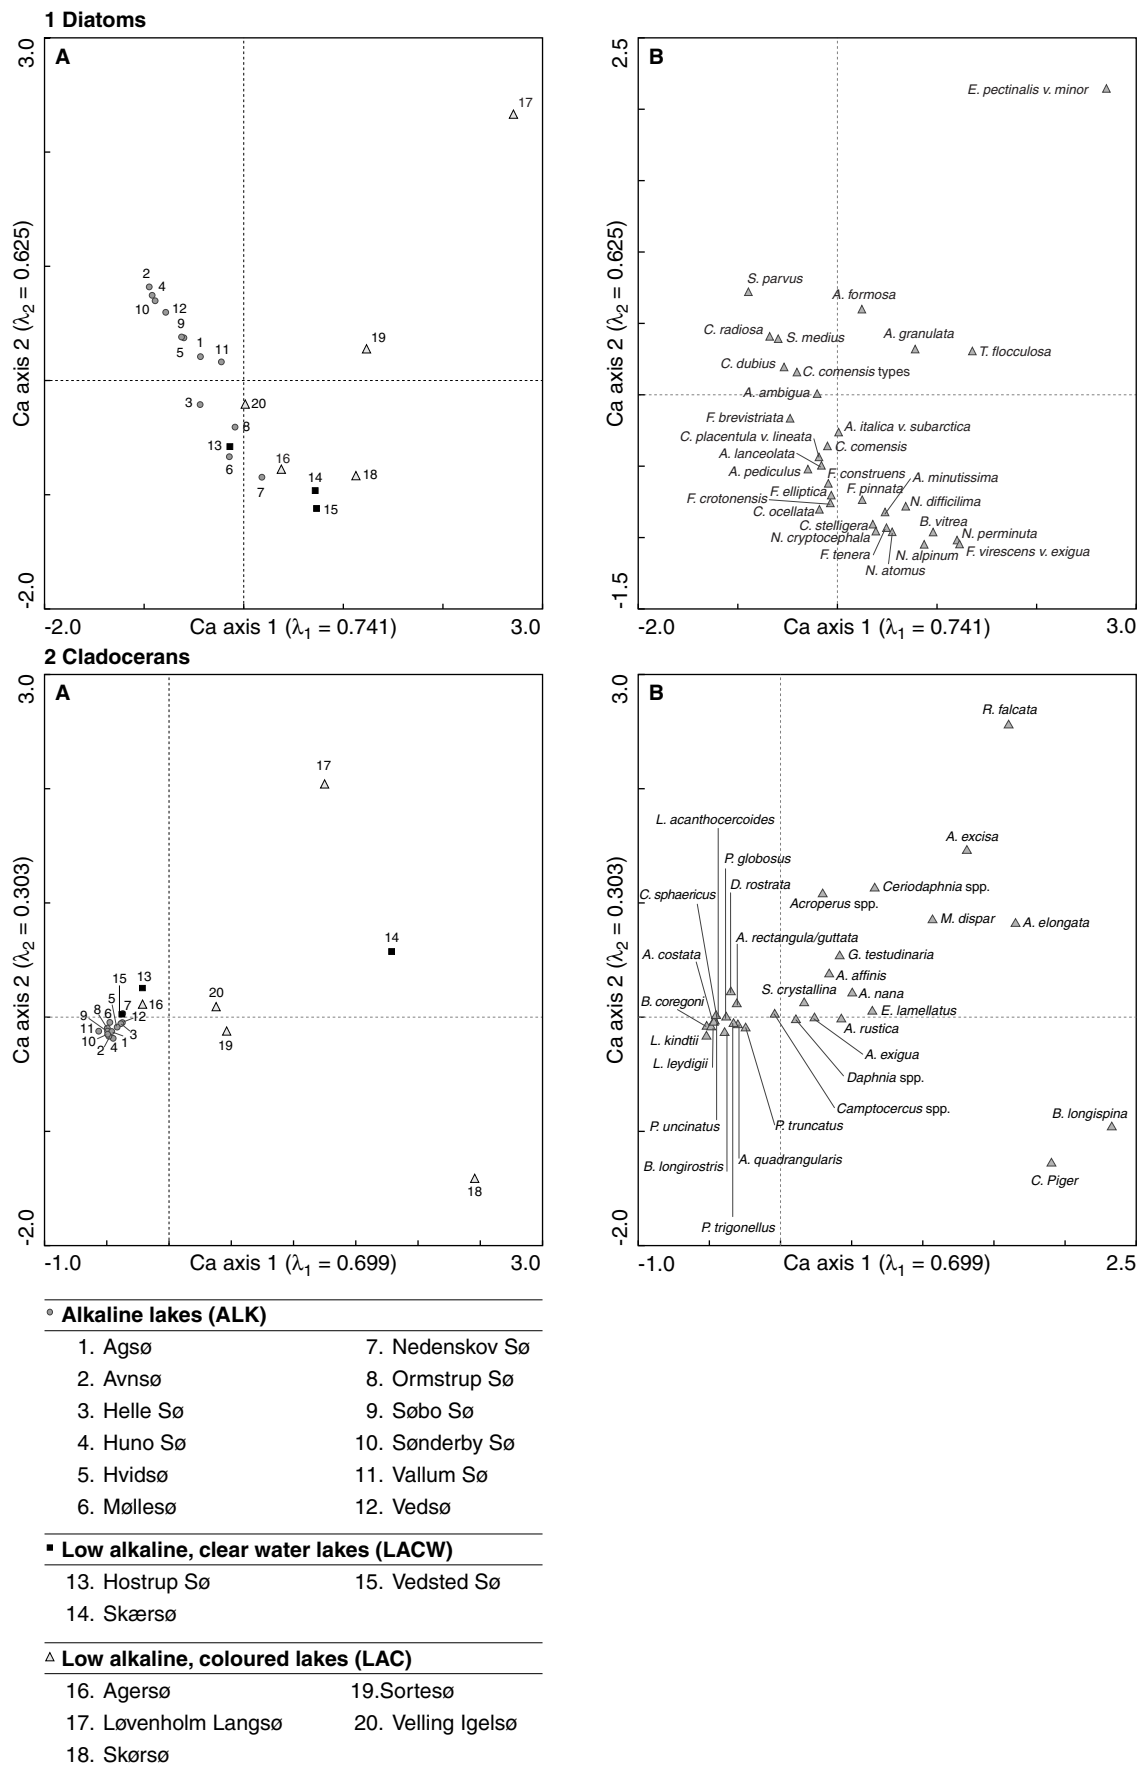 1 Diatoms
A
3.0
-2.0
Ca axis 2 (λ2 = 0.625)
17
2
4
10
12
9
5
1
11
19
3
20
8
13
6
16
7
14
18
15
-2.0
Ca axis 1 (λ1 = 0.741)
3.0
B
2.5
-1.5
Ca axis 2 (λ2 = 0.625)
E. pectinalis v. minor
S. parvus
A. formosa
C. radiosa
S. medius
A. granulata
T. flocculosa
C. dubius
C. comensis types
A. ambigua
F. brevistriata
A. italica v. subarctica
C. placentula v. lineata
C. comensis
A. lanceolata
A. pediculus
F. construens
A. minutissima
F. elliptica
F. pinnata
F. crotonensis
N. difficilima
C. ocellata
C. stelligera
B. vitrea
N. cryptocephala
N. perminuta
F. tenera
N. alpinum
F. virescens v. exigua
N. atomus
-2.0
Ca axis 1 (λ1 = 0.741)
3.0
2 Cladocerans
A
3.0
-2.0
Ca axis 2 (λ2 = 0.303)
17
14
15
13
16
20
19
5
7
8
6
12
9
11
3
10
1
2
4
18
-1.0
Ca axis 1 (λ1 = 0.699)
3.0
B
3.0
-2.0
Ca axis 2 (λ2 = 0.303)
R. falcata
L. acanthocercoides
A. excisa
P. globosus
D. rostrata
C. sphaericus
Ceriodaphnia spp.
Acroperus spp.
M. dispar
A. elongata
A. rectangula/guttata
A. costata
G. testudinaria
A. affinis
S. crystallina
A. nana
B. coregoni
E. lamellatus
A. rustica
L. kindtii
A. exigua
L. leydigii
Daphnia spp.
Camptocercus spp.
B. longispina
P. uncinatus
P. truncatus
B. longirostris
A. quadrangularis
C. Piger
P. trigonellus
-1.0
Ca axis 1 (λ1 = 0.699)
2.5
Alkaline lakes (ALK)
1. Agsø
7. Nedenskov Sø
2. Avnsø
8. Ormstrup Sø
3. Helle Sø
9. Søbo Sø
4. Huno Sø
10. Sønderby Sø
5. Hvidsø
11. Vallum Sø
6. Møllesø
12. Vedsø
Low alkaline, clear water lakes (LACW)
13. Hostrup Sø
15. Vedsted Sø
14. Skærsø
Low alkaline, coloured lakes (LAC)
16. Agersø
19.Sortesø
17. Løvenholm Langsø
20. Velling Igelsø
18. Skørsø